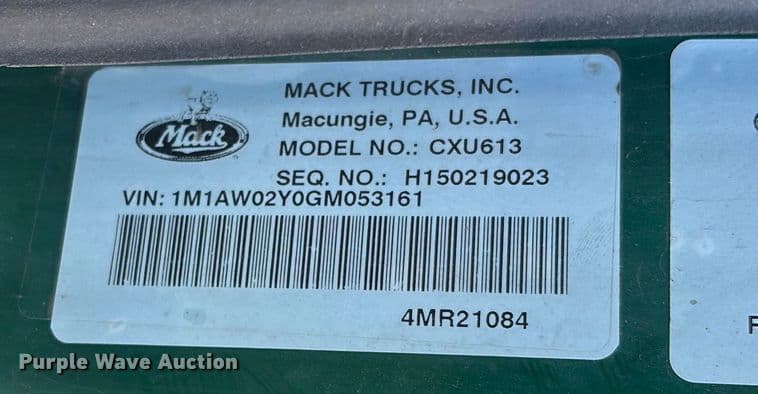 MACK TRUCKS, INC.
Macungie, PA, U.S.A.
Mack
MODEL NO.: CXU613
SEQ. NO.: H150219023
VIN: 1M1AW02Y0GM053161
4MR21084
F
Purple Wave Auction